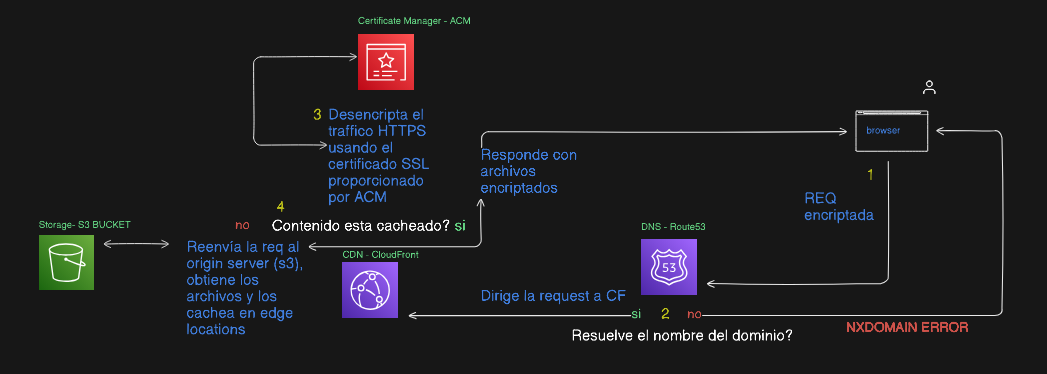 Certificate Manager - ACM
3
Desencripta el
traffico HTTPS
usando el
certificado SSL
proporcionado
por ACM
browser
1
REQ
encriptada
Responde con
archivos
encriptados
4
no
Contenido esta cacheado? si
Storage- S3 BUCKET
Reenvía la req al
origin server (s3),
obtiene los
archivos y los
cachea en edge
locations
CDN - CloudFront
DNS - Route53
53
Dirige la request a CF
si 2 no
NXDOMAIN ERROR
Resuelve el nombre del dominio?